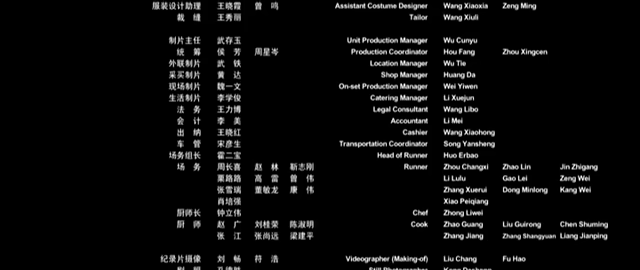 服装设计助理 王晓霞 曾 鸣 Assistant Costume Designer Wang Xiaoxia Zeng Ming
裁 缝 王秀丽 Tailor Wang Xiuli
制片主任 武存玉 Unit Production Manager Wu Cunyu
统 筹 侯 芳 周星岑 Production Coordinator Hou Fang Zhou Xingcen
外联制片 武 铁 Location Manager Wu Tie
采买制片 黄 达 Shop Manager Huang Da
现场制片 魏一文 On-set Production Manager Wei Yiwen
生活制片 李学俊 Catering Manager Li Xuejun
法 务 王力博 Legal Consultant Wang Libo
会 计 李 美 Accountant Li Mei
出 纳 王晓红 Cashier Wang Xiaohong
车 管 宋彦生 Transportation Coordinator Song Yansheng
场务组长 霍二宝 Head of Runner Huo Erbao
场 务 周长喜 赵 林 靳志刚 Runner Zhou Changxi Zhao Lin Jin Zhigang
路路 高 雷 曾 伟 Li Lulu Gao Lei Zeng Wei
张雪瑞 董敏龙 康 伟 Zhang Xuerui Dong Minlong Kang Wei
肖培强 Xiao Peiqiang
厨师长 钟立伟 Chef Zhong Liwei
厨 师 赵 广 刘桂荣 陈淑明 Cook Zhao Guang Liu Guirong Chen Shuming
张 江 张尚远 梁建平 Zhang Jiang Zhang Shangyuan Liang Jianping
纪录片摄像 刘 畅 符 浩 Videographer (Making-of) Liu Chang Fu Hao